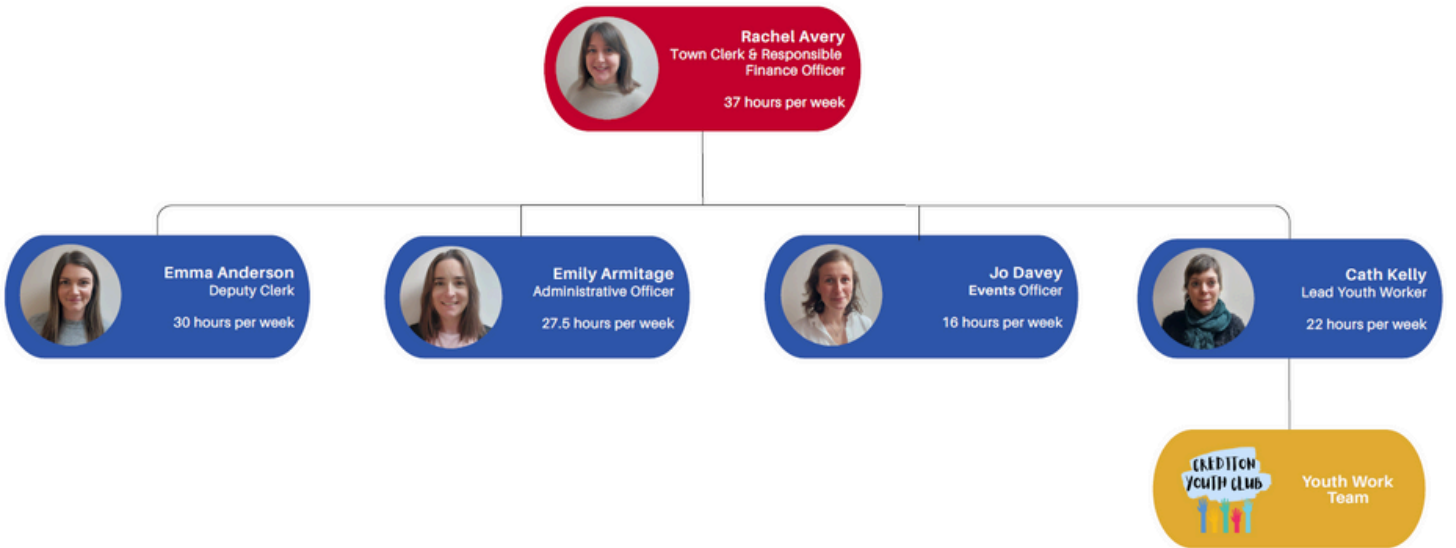 Rachel Avery
Town Clerk & Responsible
Finance Officer
37 hours per week
Emma Anderson
Deputy Clerk
30 hours per week
Emily Armitage
Administrative Officer
27.5 hours per week
Jo Davey
Events Officer
16 hours per week
Cath Kelly
Lead Youth Worker
22 hours per week
CREDITON
YOUTH CLUB
Youth Work
Team